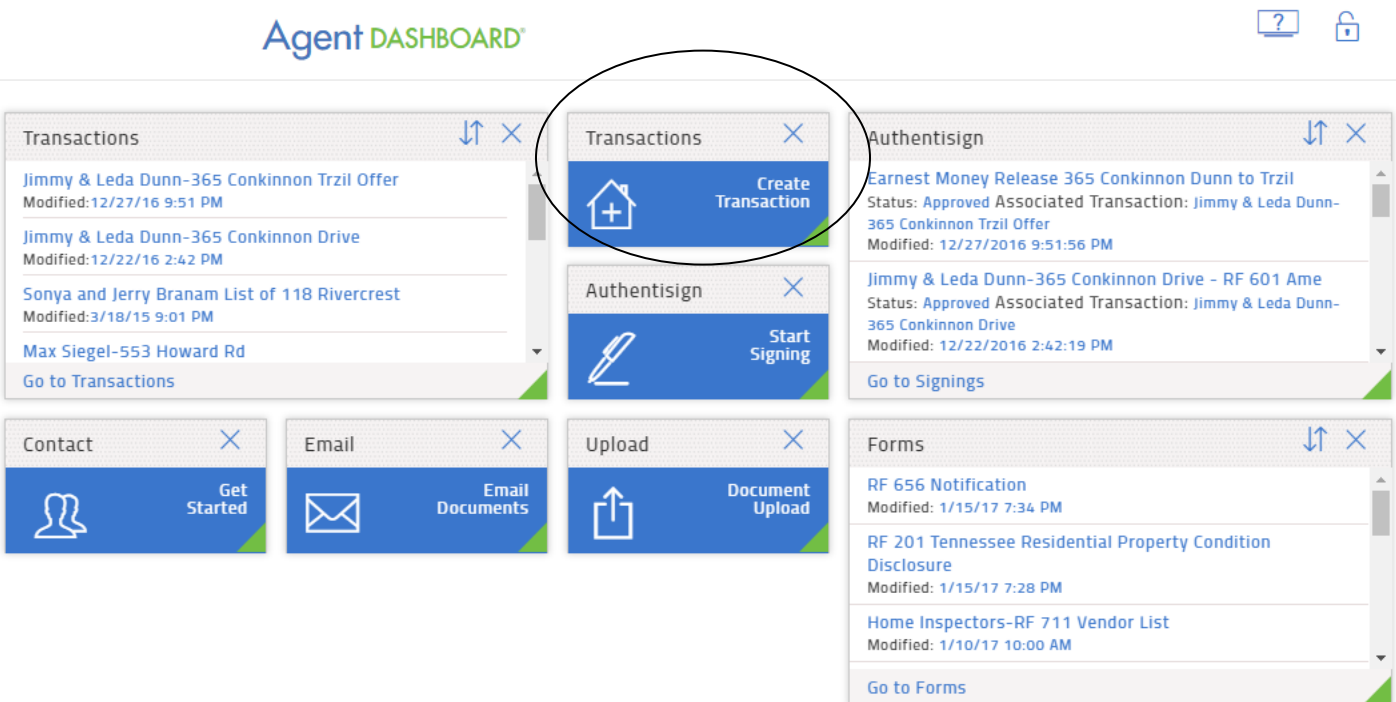 Agent DASHBOARD®
?
Transactions
Jimmy & Leda Dunn-365 Conkinnon Trzil Offer
Modified:12/27/16 9:51 PM
Jimmy & Leda Dunn-365 Conkinnon Drive
Modified:12/22/16 2:42 PM
Sonya and Jerry Branam List of 118 Rivercrest
Modified:3/18/15 9:01 PM
Max Siegel-553 Howard Rd
Go to Transactions
Transactions
Create
Transaction
Authentisign
Start
Signing
Authentisign
Earnest Money Release 365 Conkinnon Dunn to Trzil
Status: Approved Associated Transaction: Jimmy & Leda Dunn-
365 Conkinnon Trzil Offer
Modified: 12/27/2016 9:51:56 PM
Jimmy & Leda Dunn-365 Conkinnon Drive - RF 601 Ame
Status: Approved Associated Transaction: Jimmy & Leda Dunn-
365 Conkinnon Drive
Modified: 12/22/2016 2:42:19 PM
Go to Signings
Contact
Get
Started
Email
Email
Documents
Upload
Document
Upload
Forms
RF 656 Notification
Modified: 1/15/17 7:34 PM
RF 201 Tennessee Residential Property Condition
Disclosure
Modified: 1/15/17 7:28 PM
Home Inspectors-RF 711 Vendor List
Modified: 1/10/17 10:00 AM
Go to Forms